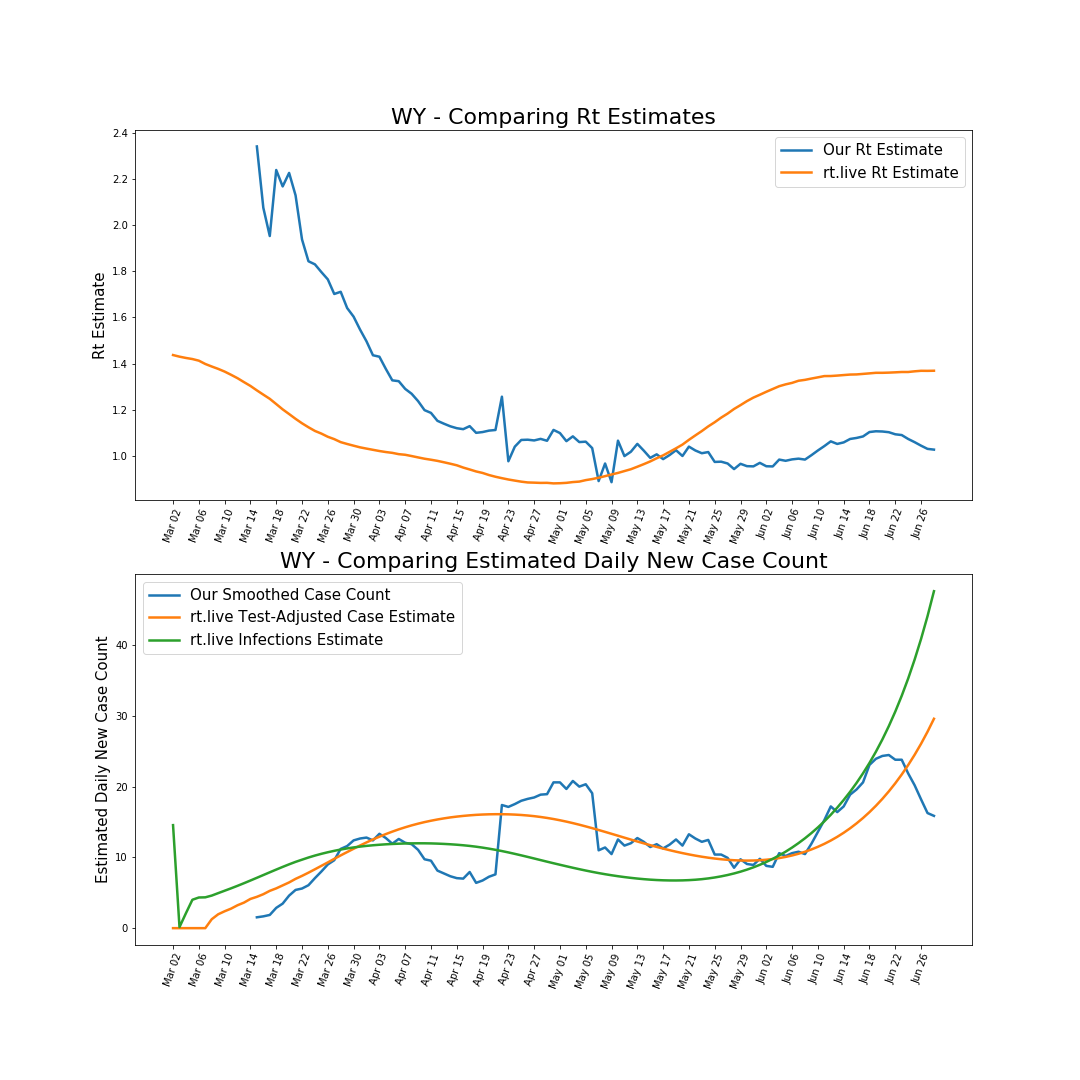 WY - Comparing Rt Estimates
Rt Estimate
2.4
2.2
2.0
1.8
1.6
1.4
1.2
1.0
Our Rt Estimate
rt.live Rt Estimate
Mar 02 Mar 06 Mar 10 Mar 14 Mar 18 Mar 22 Mar 26 Mar 30 Apr 03 Apr 07 Apr 11 Apr 15 Apr 19 Apr 23 Apr 27 May 01 May 05 May 09 May 13 May 17 May 21 May 25 May 29 Jun 02 Jun 06 Jun 10 Jun 14 Jun 18 Jun 22 Jun 26
WY - Comparing Estimated Daily New Case Count
Estimated Daily New Case Count
Our Smoothed Case Count
rt.live Test-Adjusted Case Estimate
rt.live Infections Estimate
40
30
20
10
0
Mar 02 Mar 06 Mar 10 Mar 14 Mar 18 Mar 22 Mar 26 Mar 30 Apr 03 Apr 07 Apr 11 Apr 15 Apr 19 Apr 23 Apr 27 May 01 May 05 May 09 May 13 May 17 May 21 May 25 May 29 Jun 02 Jun 06 Jun 10 Jun 14 Jun 18 Jun 22 Jun 26